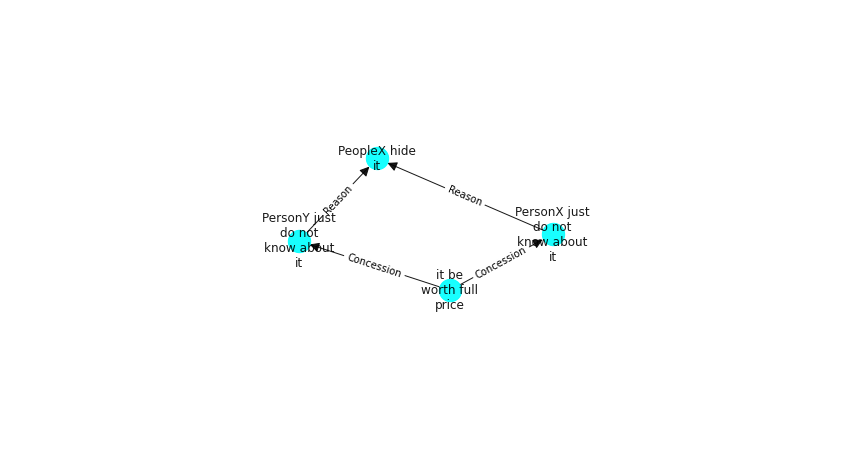 PeopleX hide
it
Reason
Reason
PersonY just
do not
know about
it
PersonX just
do not
know about
it
Concession
Concession
it be
worth full
price